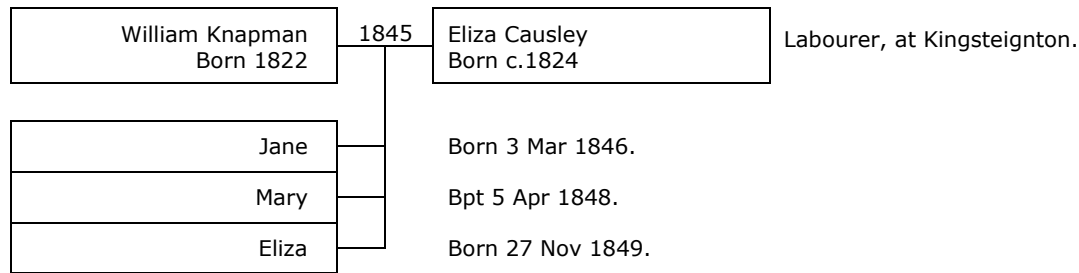 William Knapman
Born 1822
1845
Eliza Causley
Born c.1824
Labourer, at Kingsteignton.
Jane
Born 3 Mar 1846.
Mary
Bpt 5 Apr 1848.
Eliza
Born 27 Nov 1849.